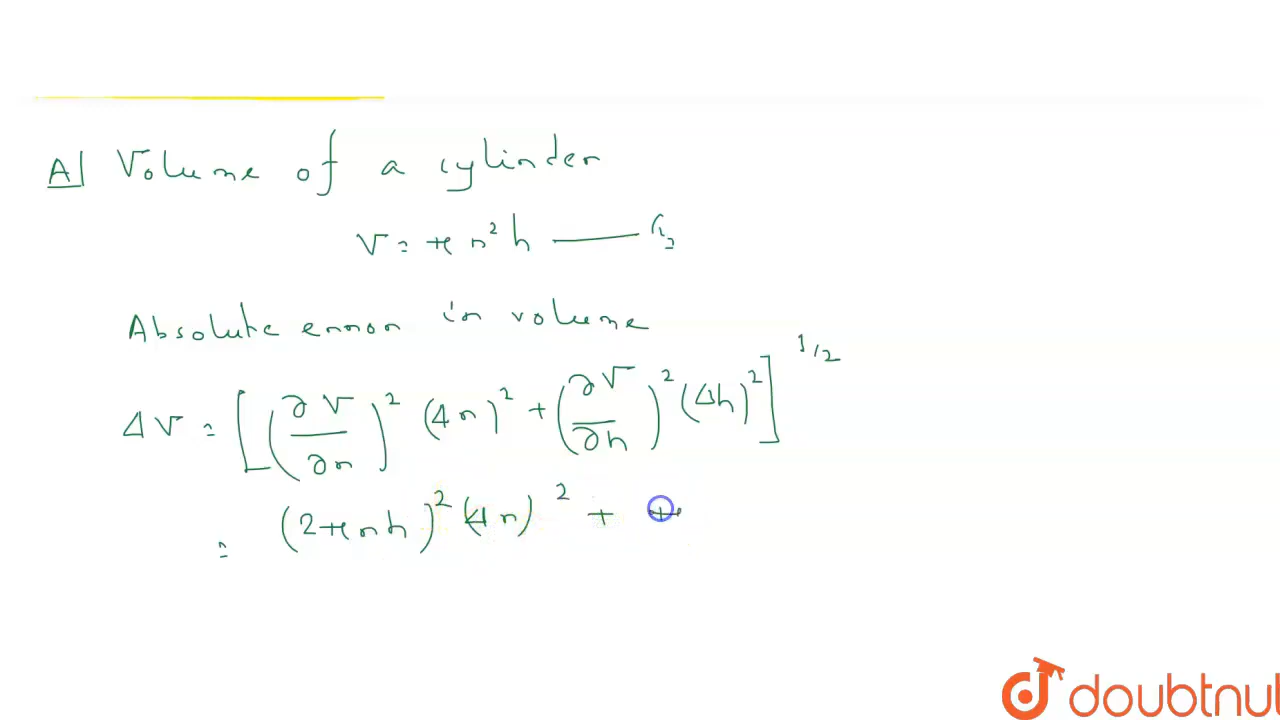 A| Volume of a cylinder
V = π r² h —— (1)
Absolute error in volume
ΔV = [(∂V/∂r)² (Δr)² + (∂V/∂h)² (Δh)²]^1/2
= (2πrh)² (Δr)² + π
doubtnut